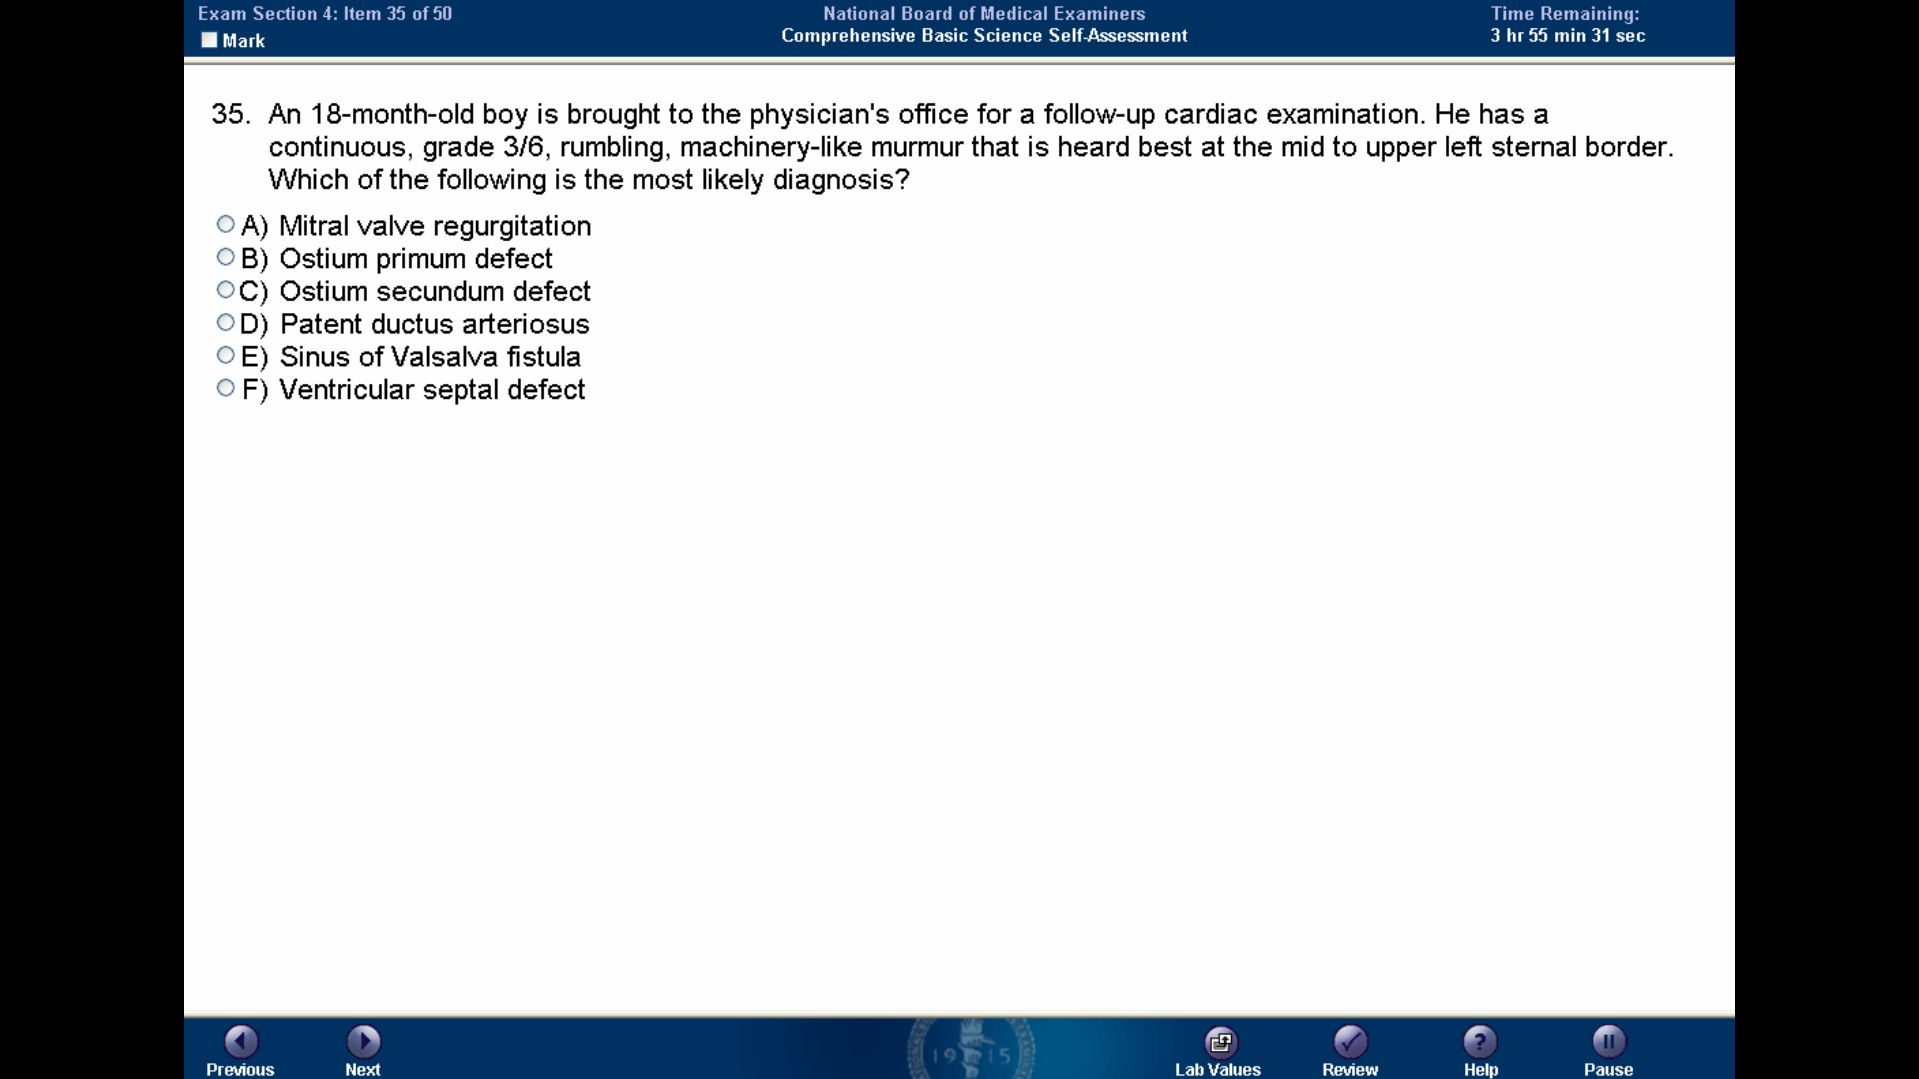 Exam Section 4: Item 35 of 50
Mark
National Board of Medical Examiners
Comprehensive Basic Science Self-Assessment
Time Remaining:
3 hr 55 min 31 sec
35. An 18-month-old boy is brought to the physician's office for a follow-up cardiac examination. He has a
continuous, grade 3/6, rumbling, machinery-like murmur that is heard best at the mid to upper left sternal border.
Which of the following is the most likely diagnosis?
A) Mitral valve regurgitation
B) Ostium primum defect
C) Ostium secundum defect
D) Patent ductus arteriosus
E) Sinus of Valsalva fistula
F) Ventricular septal defect
Previous
Next
19 15
Lab Values
Review
Help
Pause